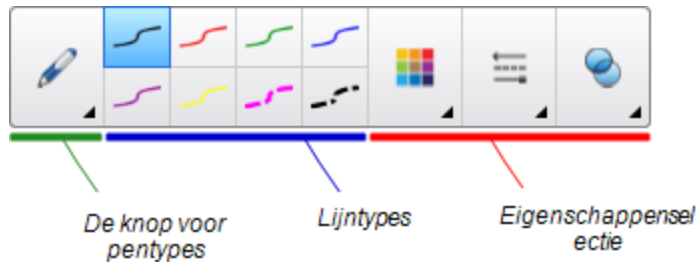 De knop voor
pentypes
Lijntypes
Eigenschappensel
ectie